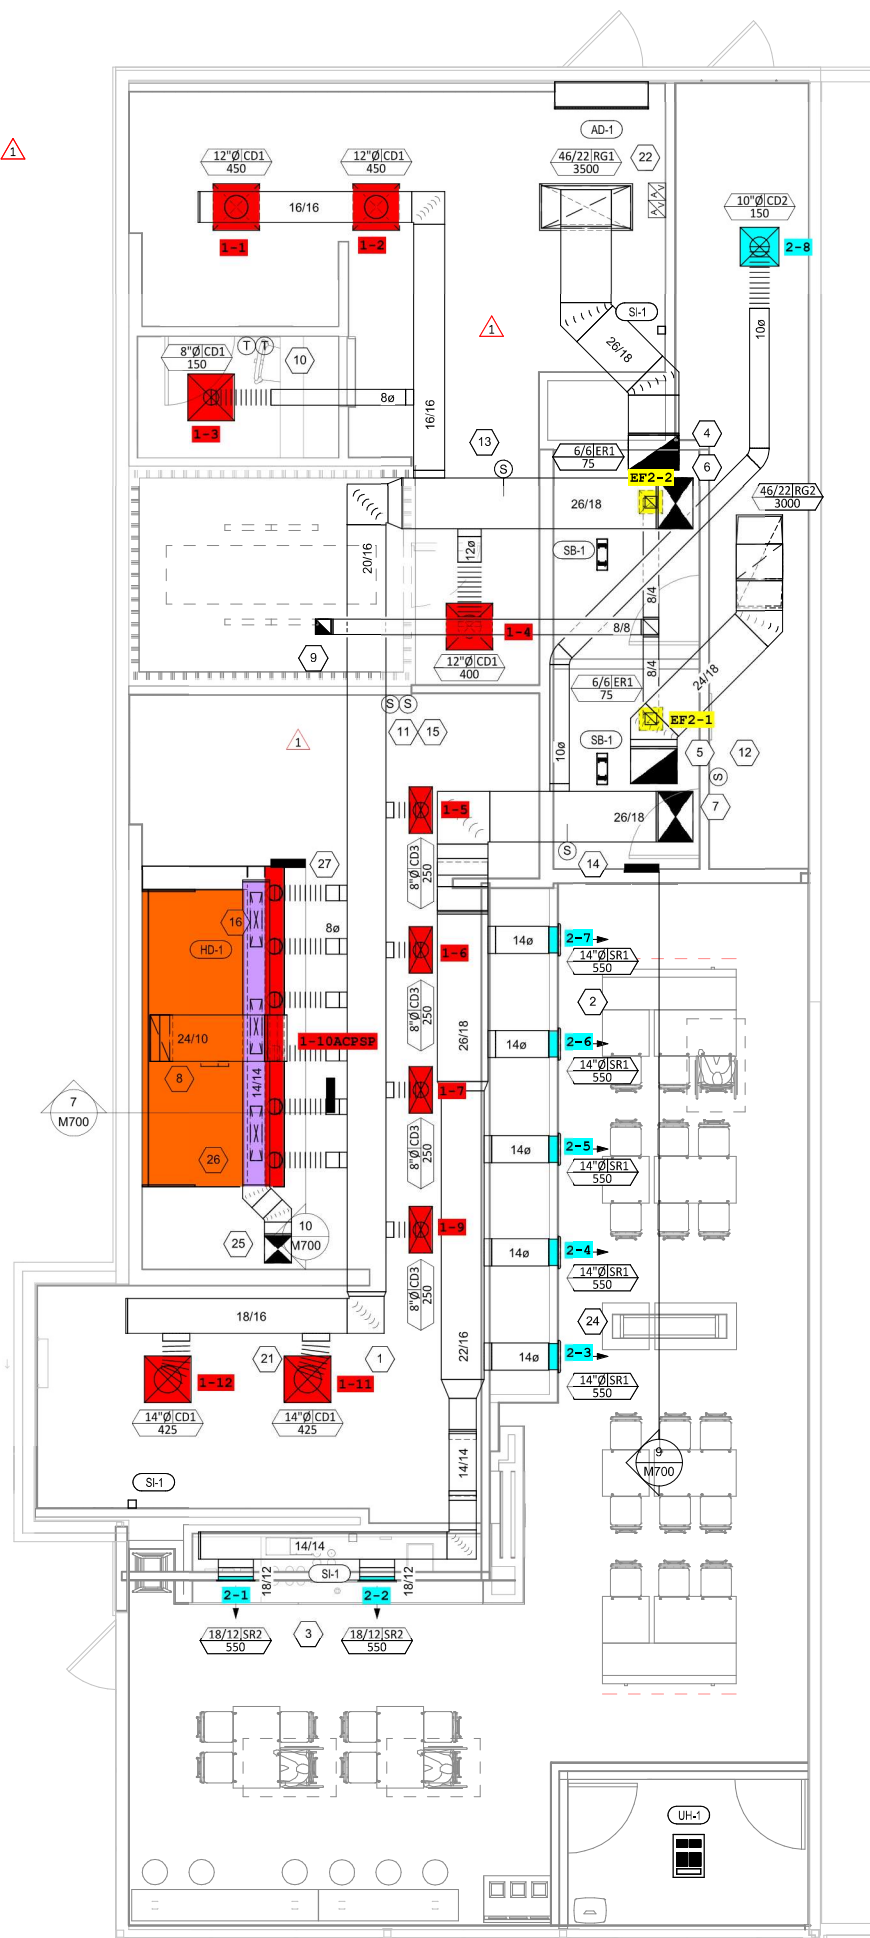 AD-1
1
12"Ø CD1
450
12"Ø CD1
450
46/22 RG1
3500
22
10"Ø CD2
150
A V
A V
16/16
1-1
1-2
2-8
SI-1
1
10ø
26/18
T T
8"Ø CD1
150
10
8ø
1-3
16/16
13
6/6 ER1
75
4
6
S
EF2-2
46/22 RG2
3000
26/18
20/16
12ø
SB-1
8/4
1-4
8/8
9
12"Ø CD1
400
8/4
24/18
6/6 ER1
75
S S
11
15
EF2-1
1
SB-1
5
12
10ø
S
7
1-5
26/18
S
14
27
8"Ø CD3
250
16
8ø
HD-1
1-6
14ø
2-7
14"Ø SR1
550
8"Ø CD3
250
2
24/10
1-10ACPSP
26/18
14ø
2-6
14"Ø SR1
550
8
14/14
1-7
7
M700
8"Ø CD3
250
14ø
2-5
14"Ø SR1
550
26
1-9
10
M700
25
14ø
2-4
14"Ø SR1
550
8"Ø CD3
250
18/16
24
22/16
14ø
2-3
21
1
1-12
1-11
14"Ø SR1
550
14"Ø CD1
425
14"Ø CD1
425
9
M700
14/14
SI-1
14/14
SI-1
18/12
18/12
2-1
2-2
18/12 SR2
550
3
18/12 SR2
550
UH-1